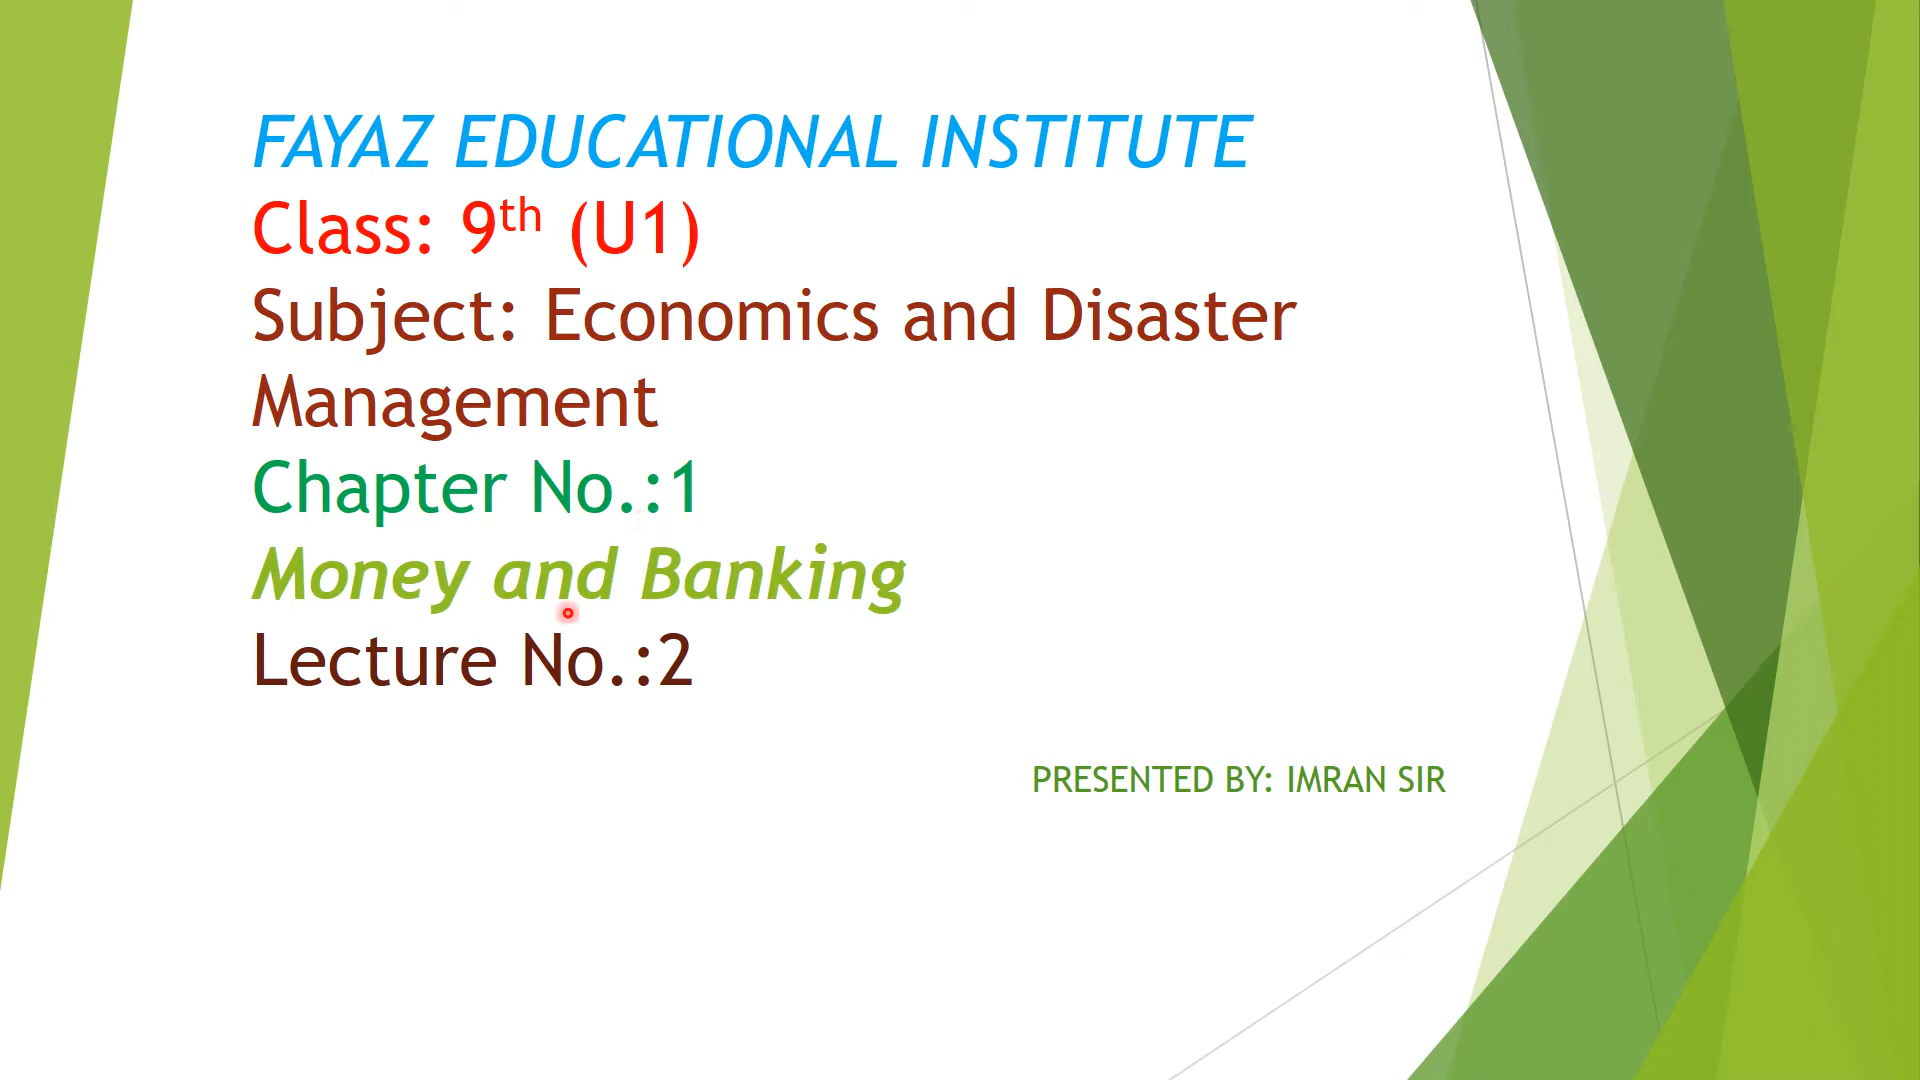 FAYAZ EDUCATIONAL INSTITUTE
Class: 9th (U1)
Subject: Economics and Disaster
Management
Chapter No.:1
Money and Banking
Lecture No.:2
PRESENTED BY: IMRAN SIR